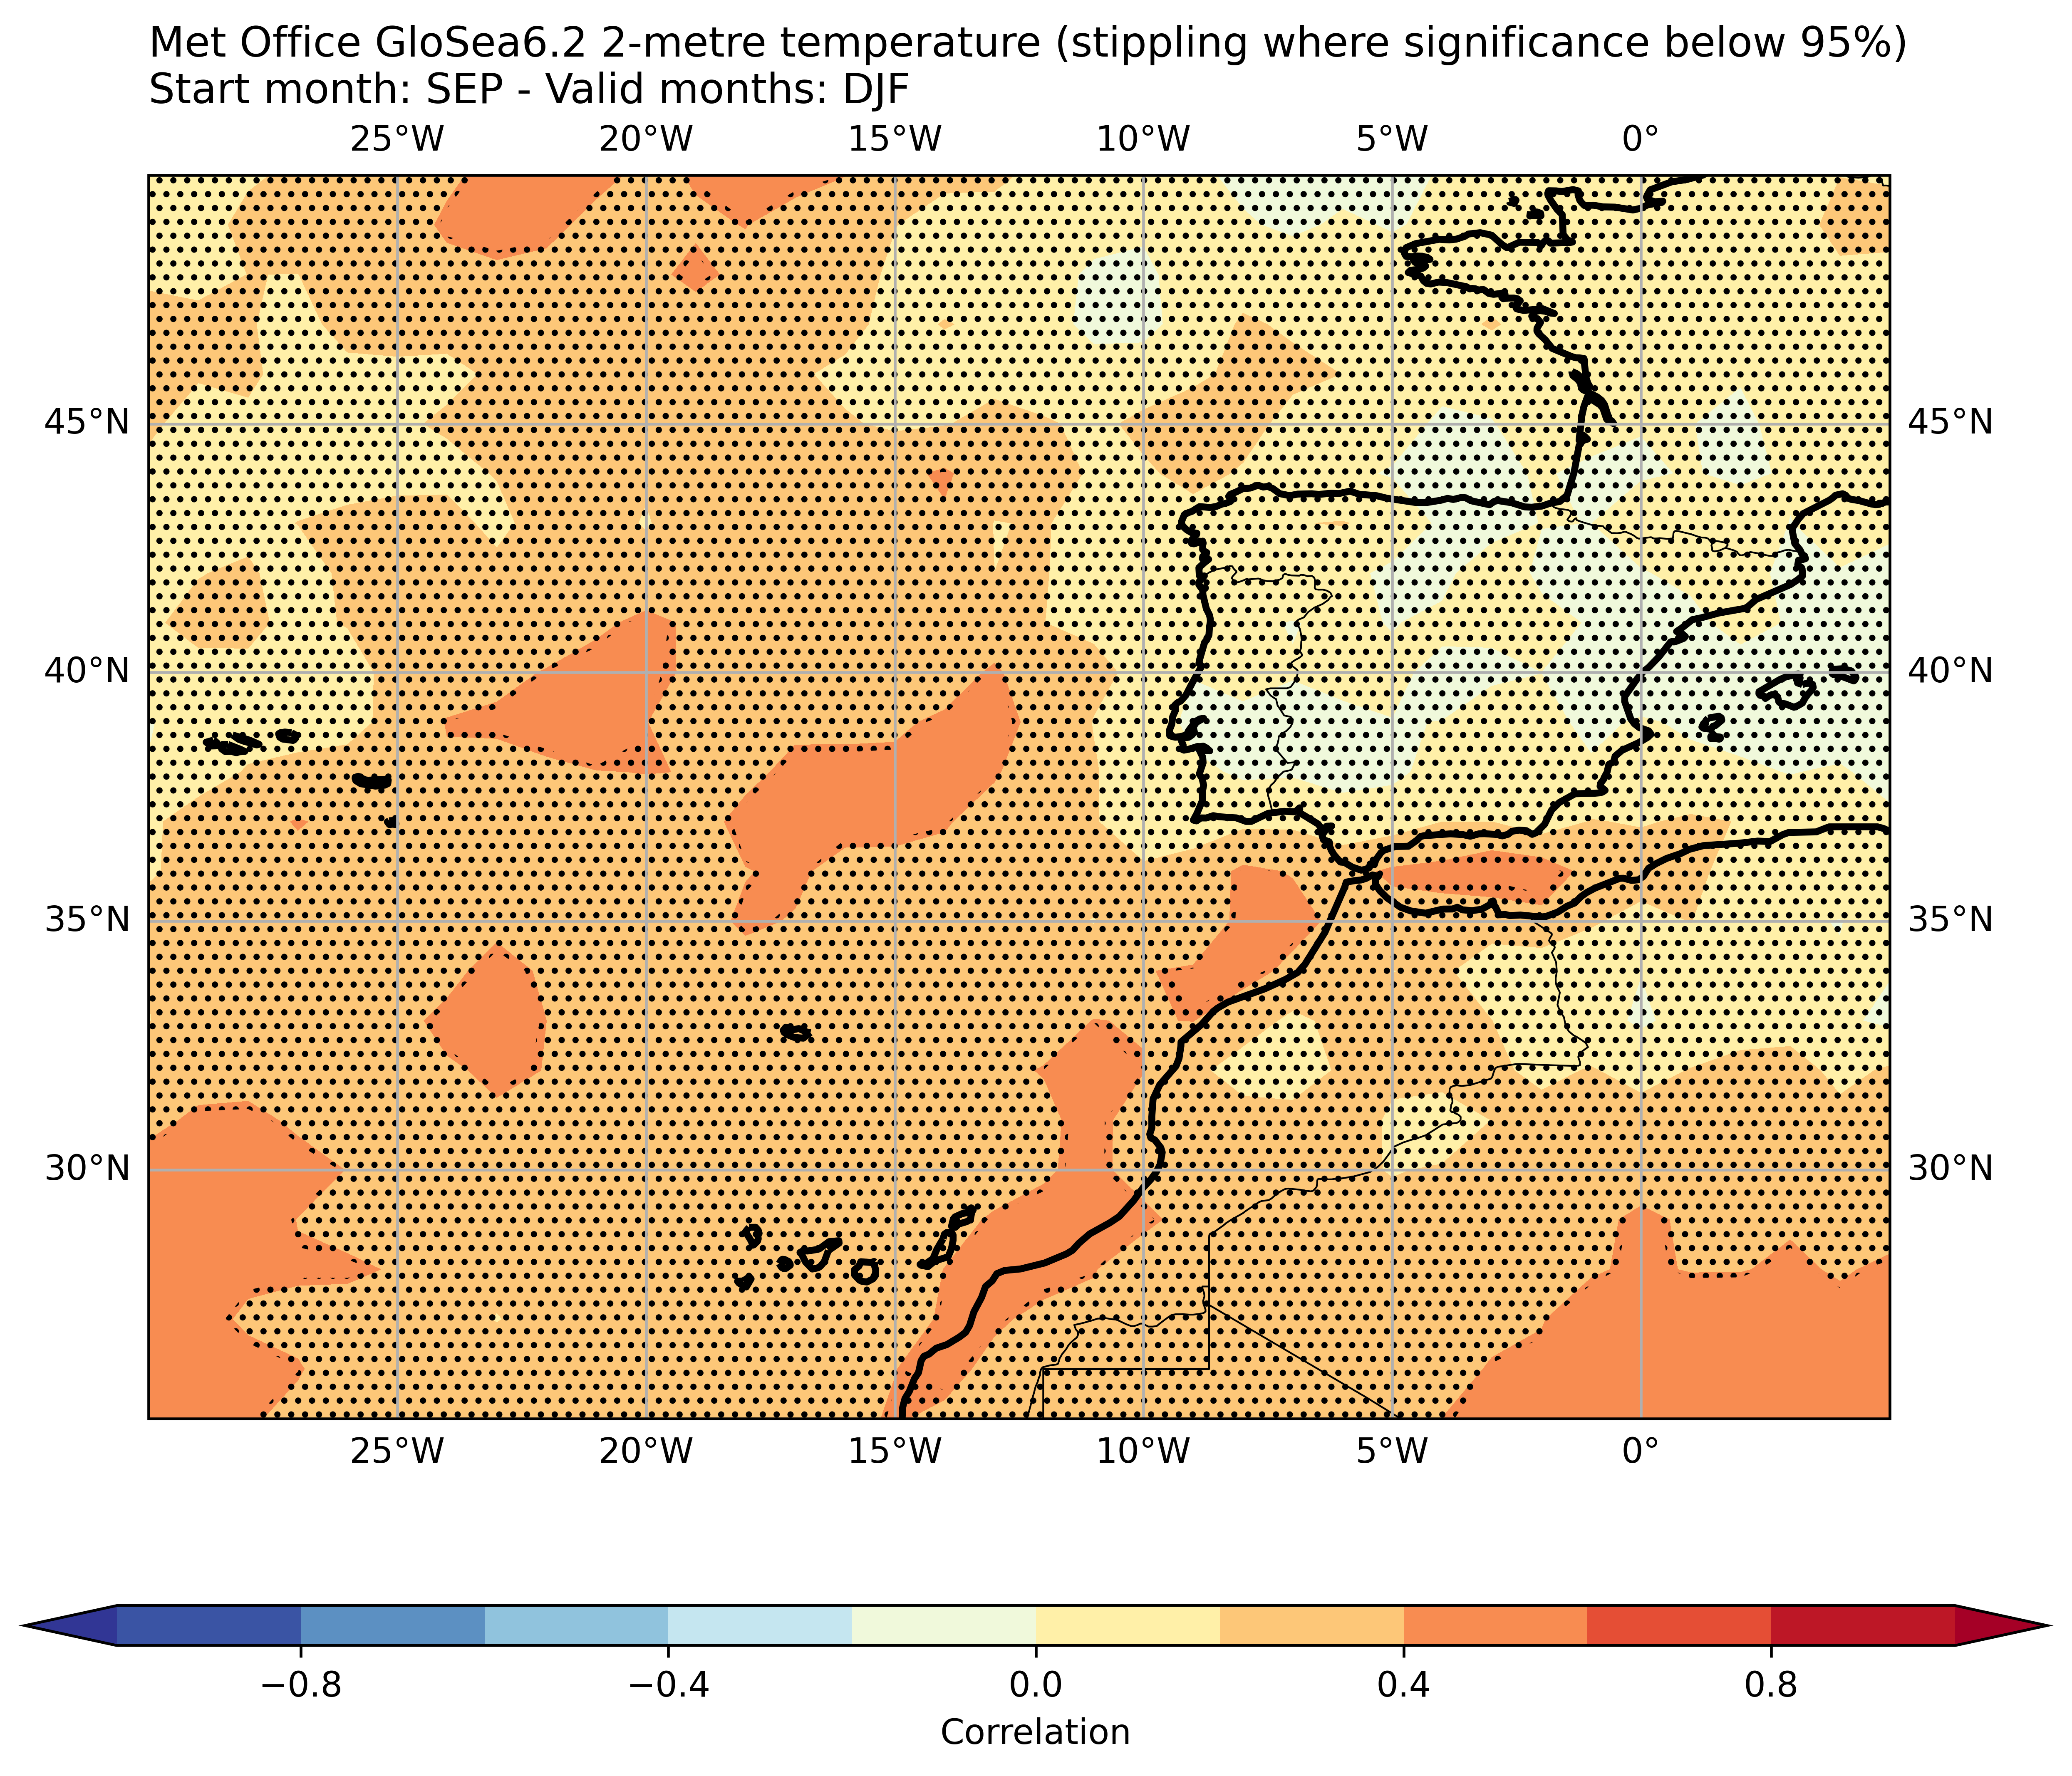 Met Office GloSea6.2 2-metre temperature (stippling where significance below 95%)
Start month: SEP - Valid months: DJF
25°W 20°W 15°W 10°W 5°W 0°
45°N 45°N
40°N 40°N
35°N 35°N
30°N 30°N
25°W 20°W 15°W 10°W 5°W 0°
−0.8 −0.4 0.0 0.4 0.8
Correlation